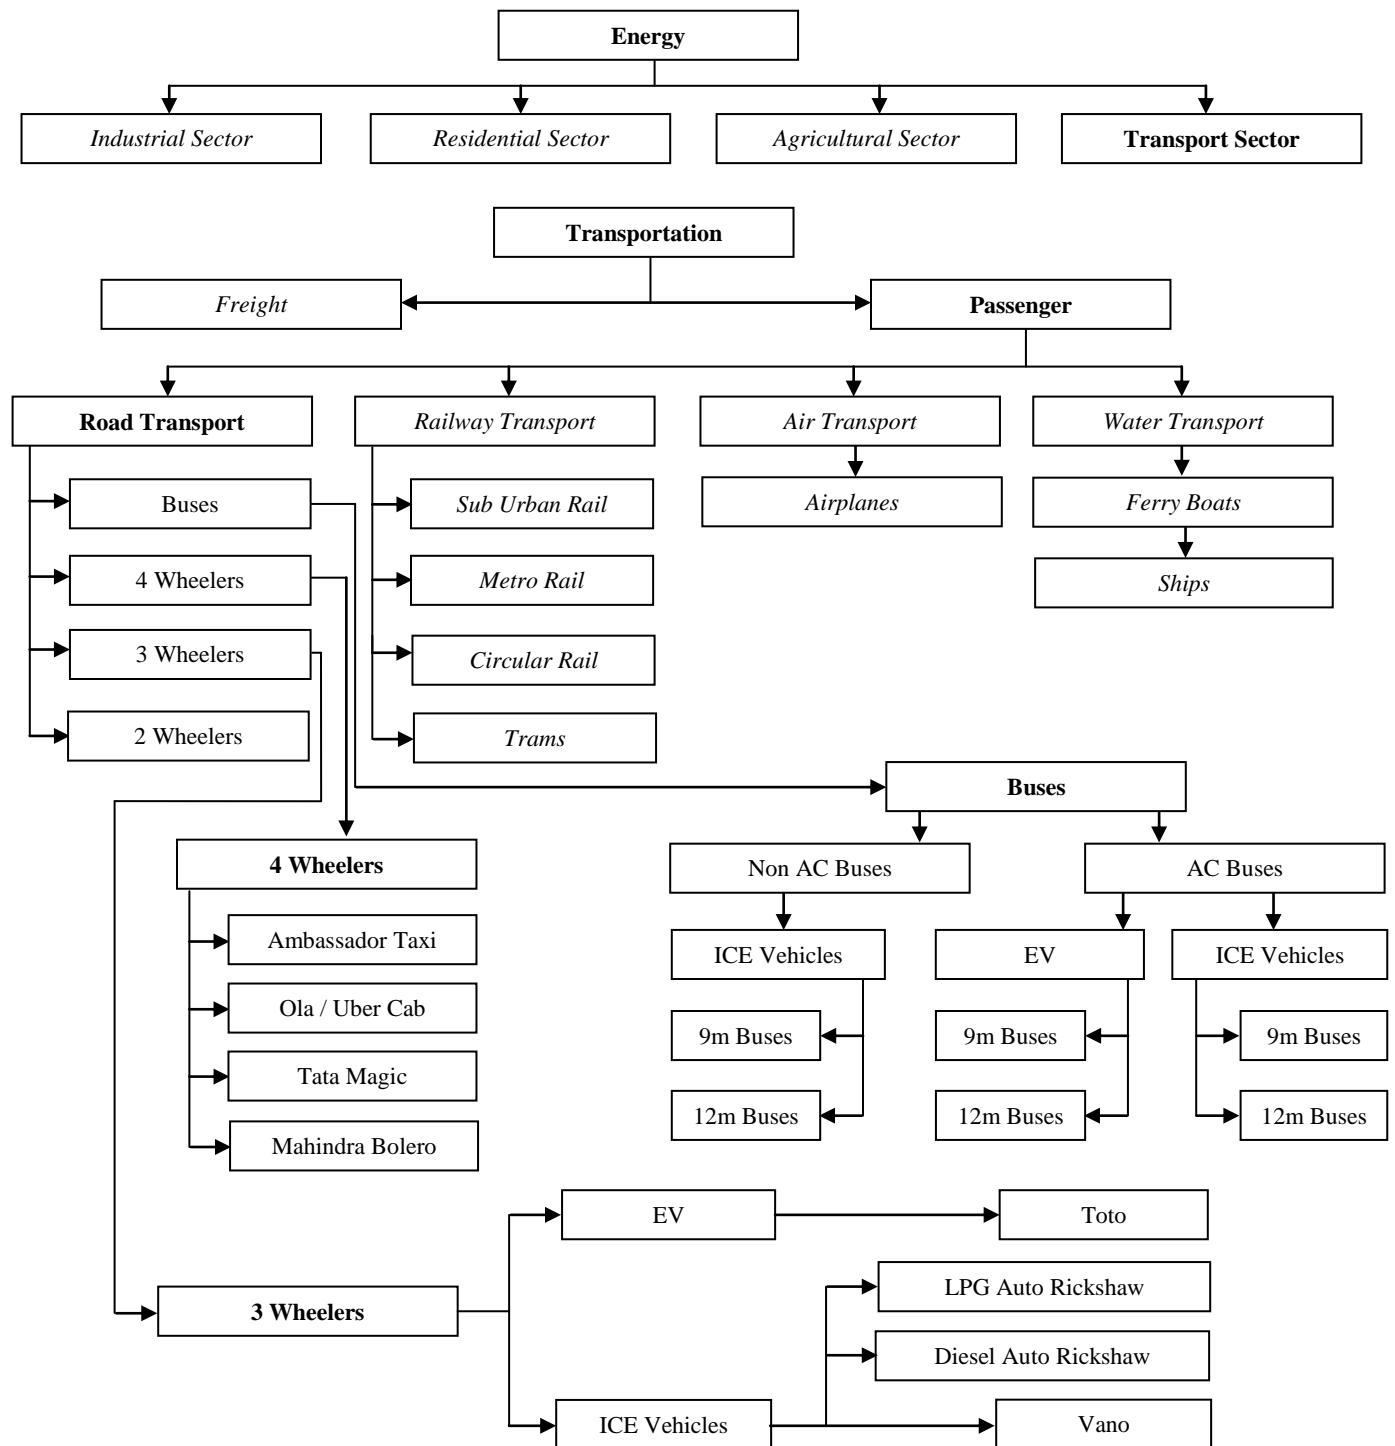 Energy
Industrial Sector
Residential Sector
Agricultural Sector
Transport Sector
Transportation
Freight
Passenger
Road Transport
Railway Transport
Air Transport
Water Transport
Buses
Sub Urban Rail
Airplanes
Ferry Boats
4 Wheelers
Metro Rail
Ships
3 Wheelers
Circular Rail
2 Wheelers
Trams
Buses
4 Wheelers
Non AC Buses
AC Buses
Ambassador Taxi
ICE Vehicles
EV
ICE Vehicles
Ola / Uber Cab
9m Buses
9m Buses
9m Buses
Tata Magic
12m Buses
12m Buses
12m Buses
Mahindra Bolero
EV
Toto
LPG Auto Rickshaw
3 Wheelers
Diesel Auto Rickshaw
ICE Vehicles
Vano